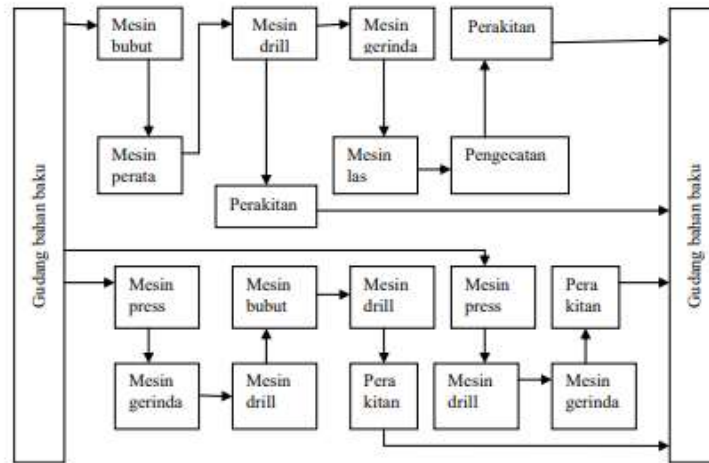 Gudang bahan baku
Mesin
bubut
Mesin
drill
Mesin
gerinda
Perakitan
Mesin
perata
Mesin
las
Pengecatan
Perakitan
Mesin
press
Mesin
bubut
Mesin
drill
Mesin
press
Pera
kitan
Mesin
gerinda
Mesin
drill
Pera
kitan
Mesin
drill
Mesin
gerinda
Gudang bahan baku